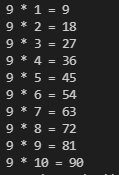 9 * 1 = 9
9 * 2 = 18
9 * 3 = 27
9 * 4 = 36
9 * 5 = 45
9 * 6 = 54
9 * 7 = 63
9 * 8 = 72
9 * 9 = 81
9 * 10 = 90